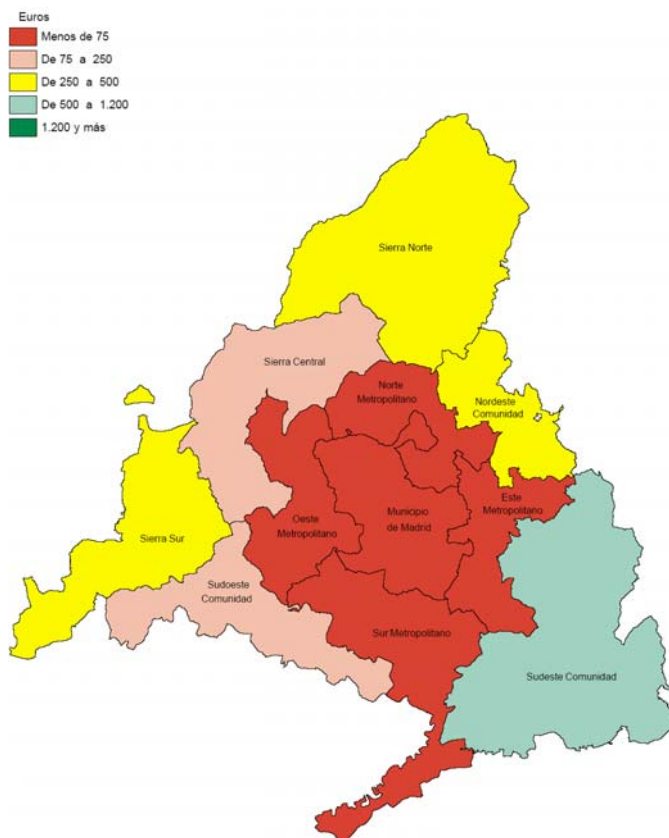 Euros
Menos de 75
De 75 a 250
De 250 a 500
De 500 a 1.200
1.200 y más
Sierra Norte
Sierra Central
Norte
Metropolitano
Nordeste
Comunidad
Este
Metropolitano
Municipio
de Madrid
Oeste
Metropolitano
Sierra Sur
Sudoeste
Comunidad
Sur Metropolitano
Sudeste Comunidad